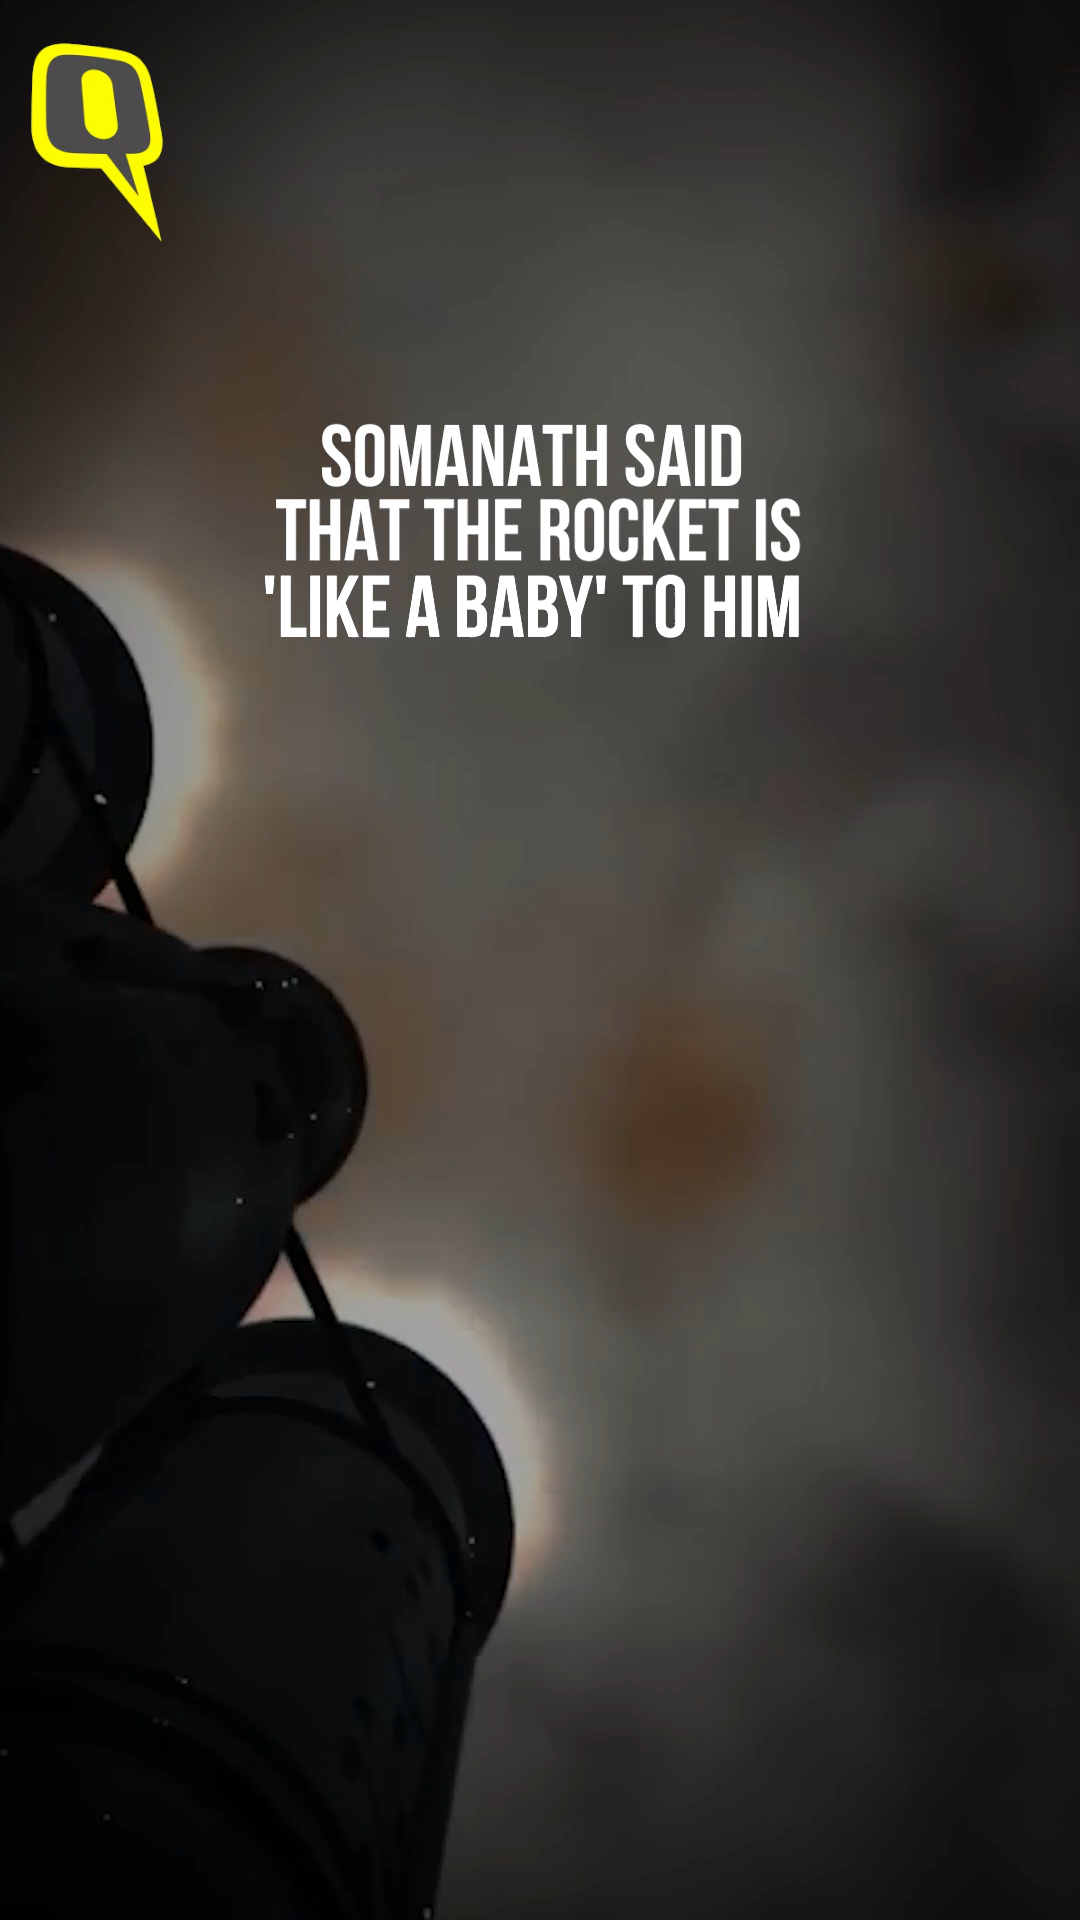 SOMANATH SAID
THAT THE ROCKET IS
'LIKE A BABY' TO HIM